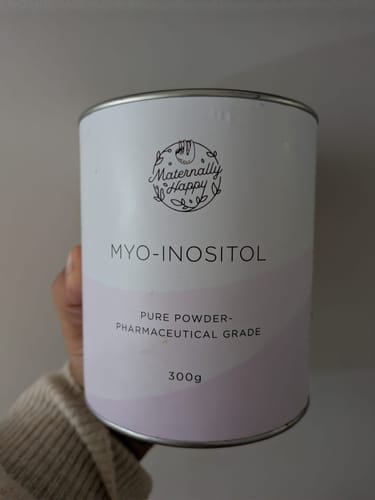 Maternally
Happy
MYO-INOSITOL
PURE POWDER-
PHARMACEUTICAL GRADE
300g